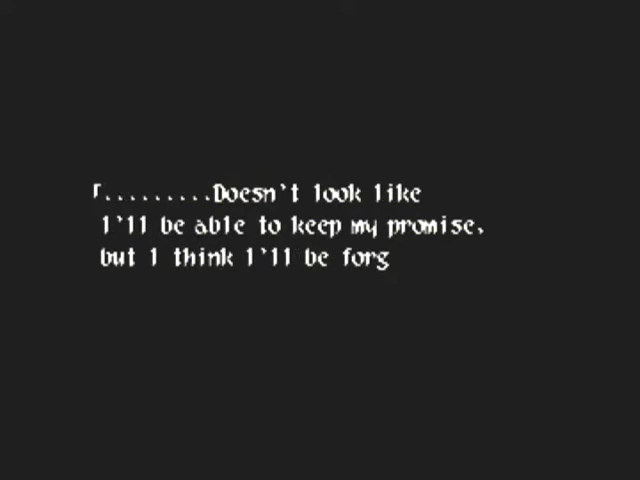 「.........Doesn't look like
I'll be able to keep my promise,
but I think I'll be forg